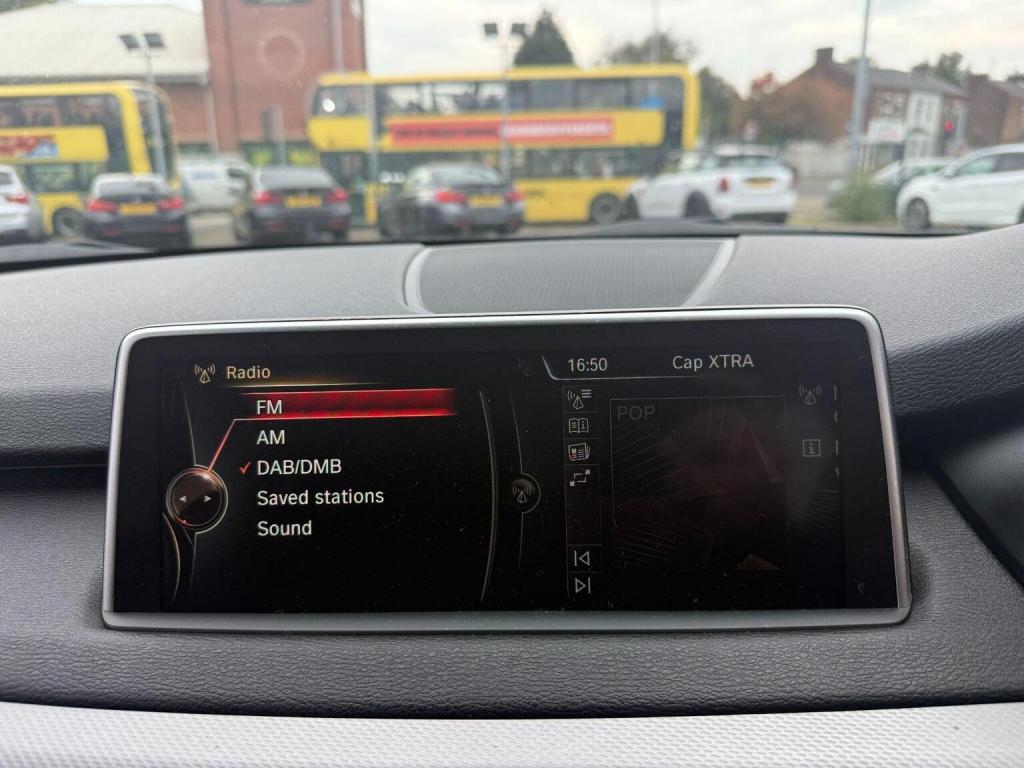 Radio
FM
AM
DAB/DMB
Saved stations
Sound
16:50
Cap XTRA
POP